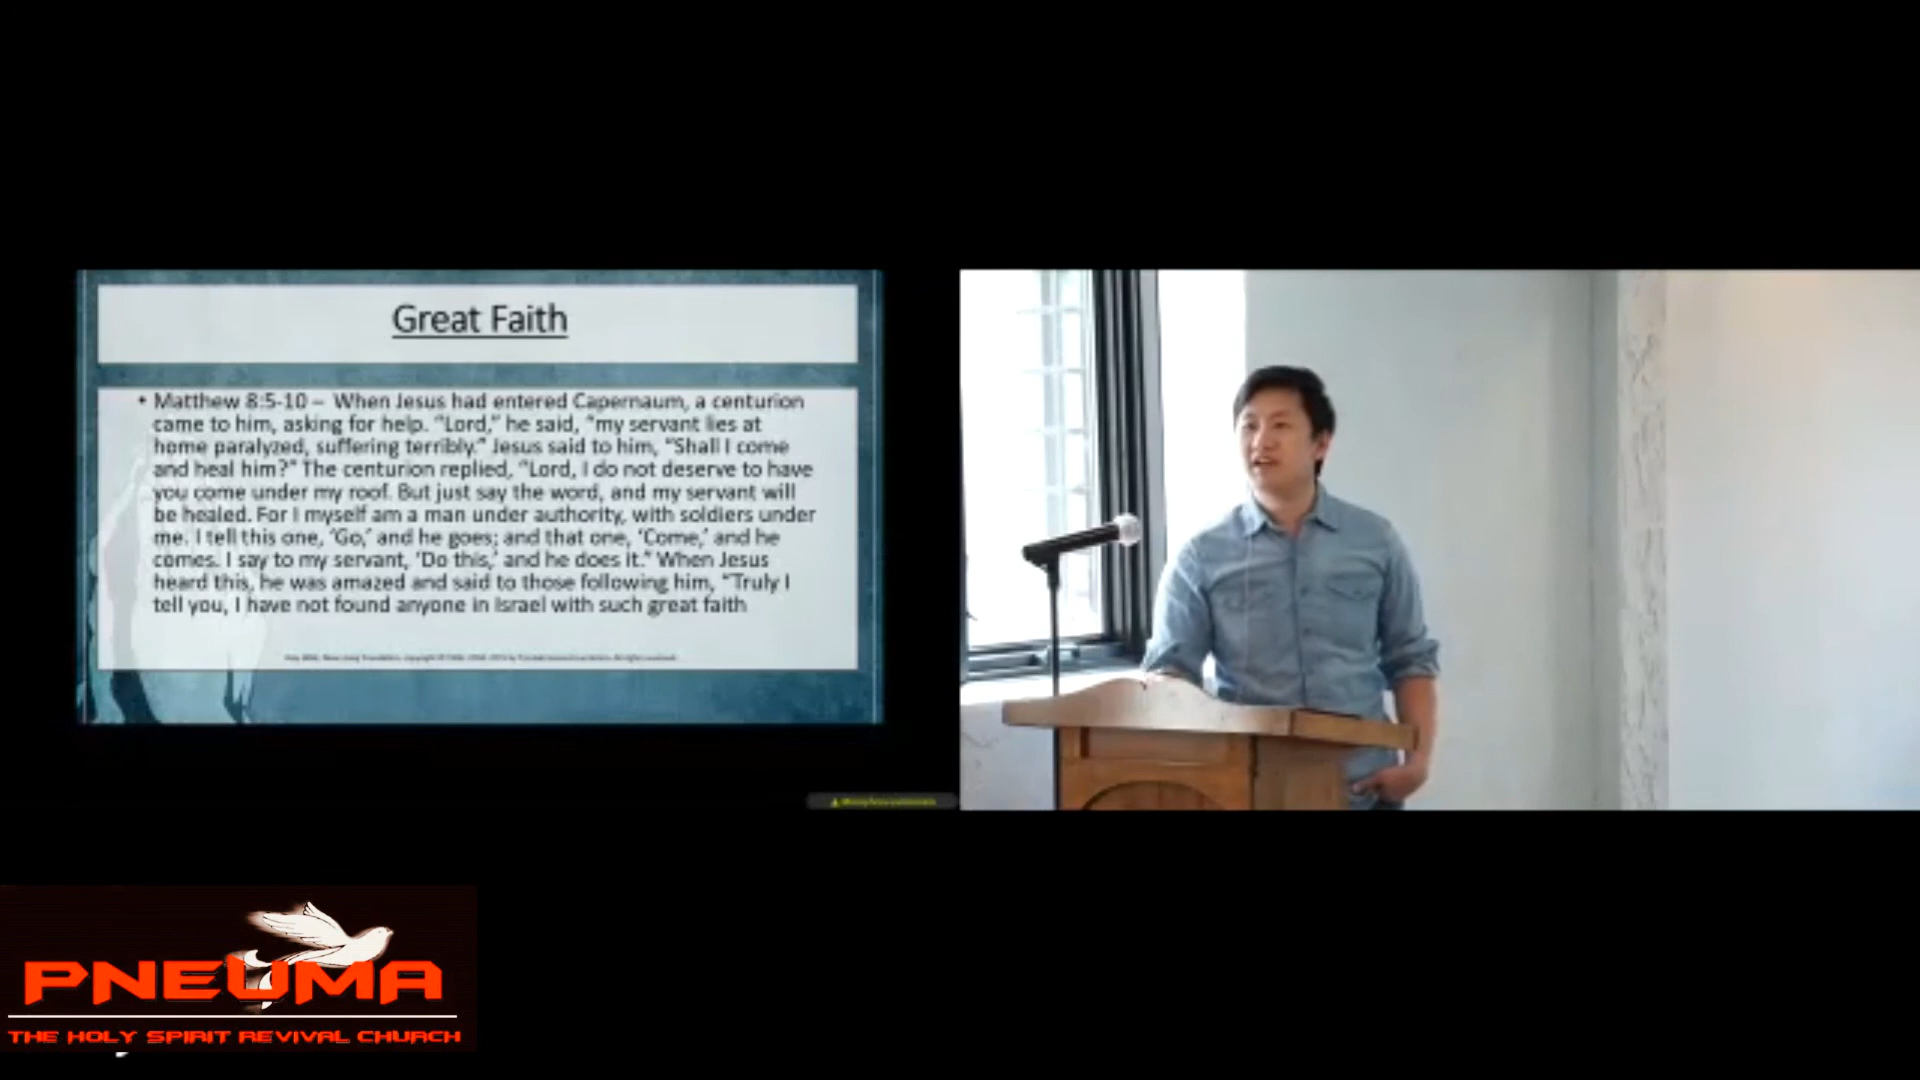 Great Faith
• Matthew 8:5-10 – When Jesus had entered Capernaum, a centurion
came to him, asking for help. “Lord,” he said, “my servant lies at
home paralyzed, suffering terribly.” Jesus said to him, “Shall I come
and heal him?” The centurion replied, “Lord, I do not deserve to have
you come under my roof. But just say the word, and my servant will
be healed. For I myself am a man under authority, with soldiers under
me. I tell this one, ‘Go,’ and he goes; and that one, ‘Come,’ and he
comes. I say to my servant, ‘Do this,’ and he does it.” When Jesus
heard this, he was amazed and said to those following him, “Truly I
tell you, I have not found anyone in Israel with such great faith
PNEUMA
THE HOLY SPIRIT REVIVAL CHURCH